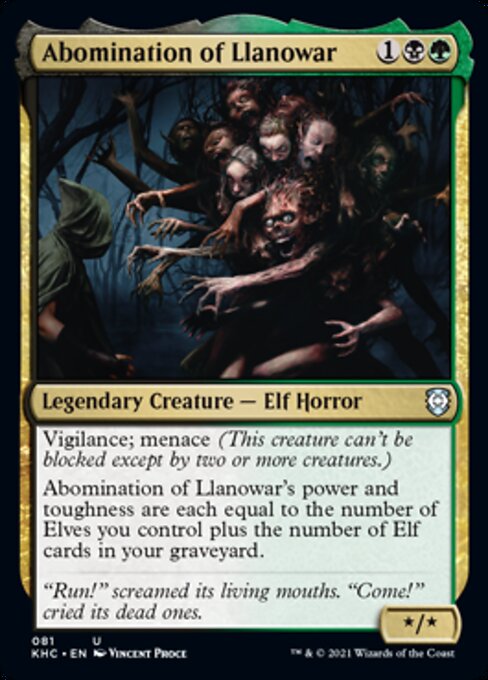 Abomination of Llanowar 1
Legendary Creature — Elf Horror
Vigilance; menace (This creature can't be
blocked except by two or more creatures.)
Abomination of Llanowar's power and
toughness are each equal to the number of
Elves you control plus the number of Elf
cards in your graveyard.
"Run!" screamed its living mouths. "Come!"
cried its dead ones.
*/*
081 U
KHC • EN Vincent Proce ™ & © 2021 Wizards of the Coast